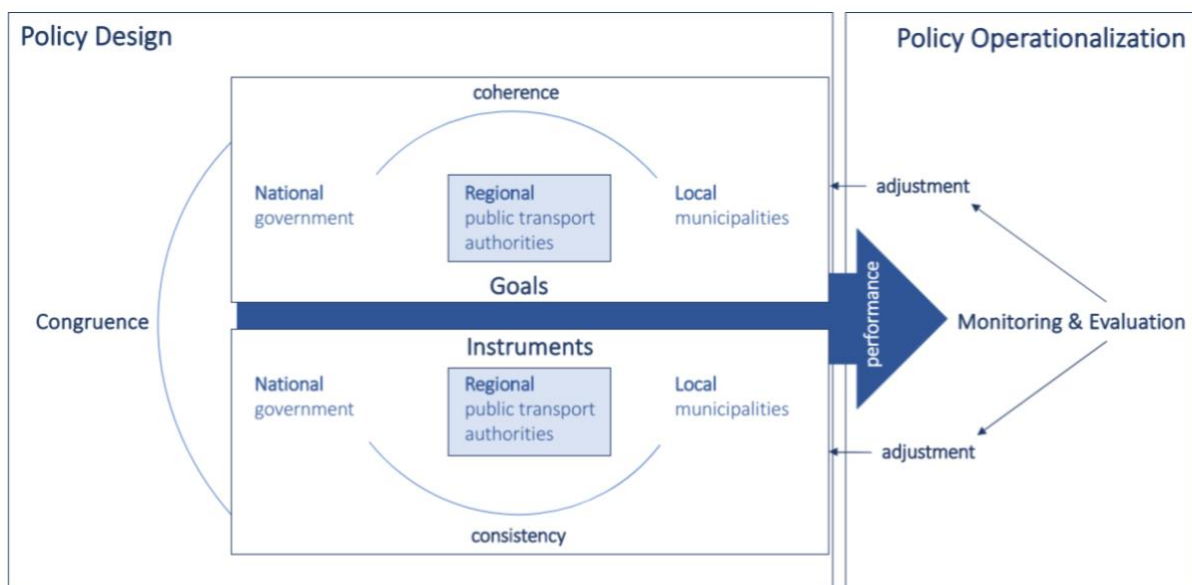 Policy Design
Policy Operationalization
coherence
National
government
Regional
public transport
authorities
Local
municipalities
adjustment
Goals
Congruence
performance
Monitoring & Evaluation
Instruments
National
government
Regional
public transport
authorities
Local
municipalities
adjustment
consistency